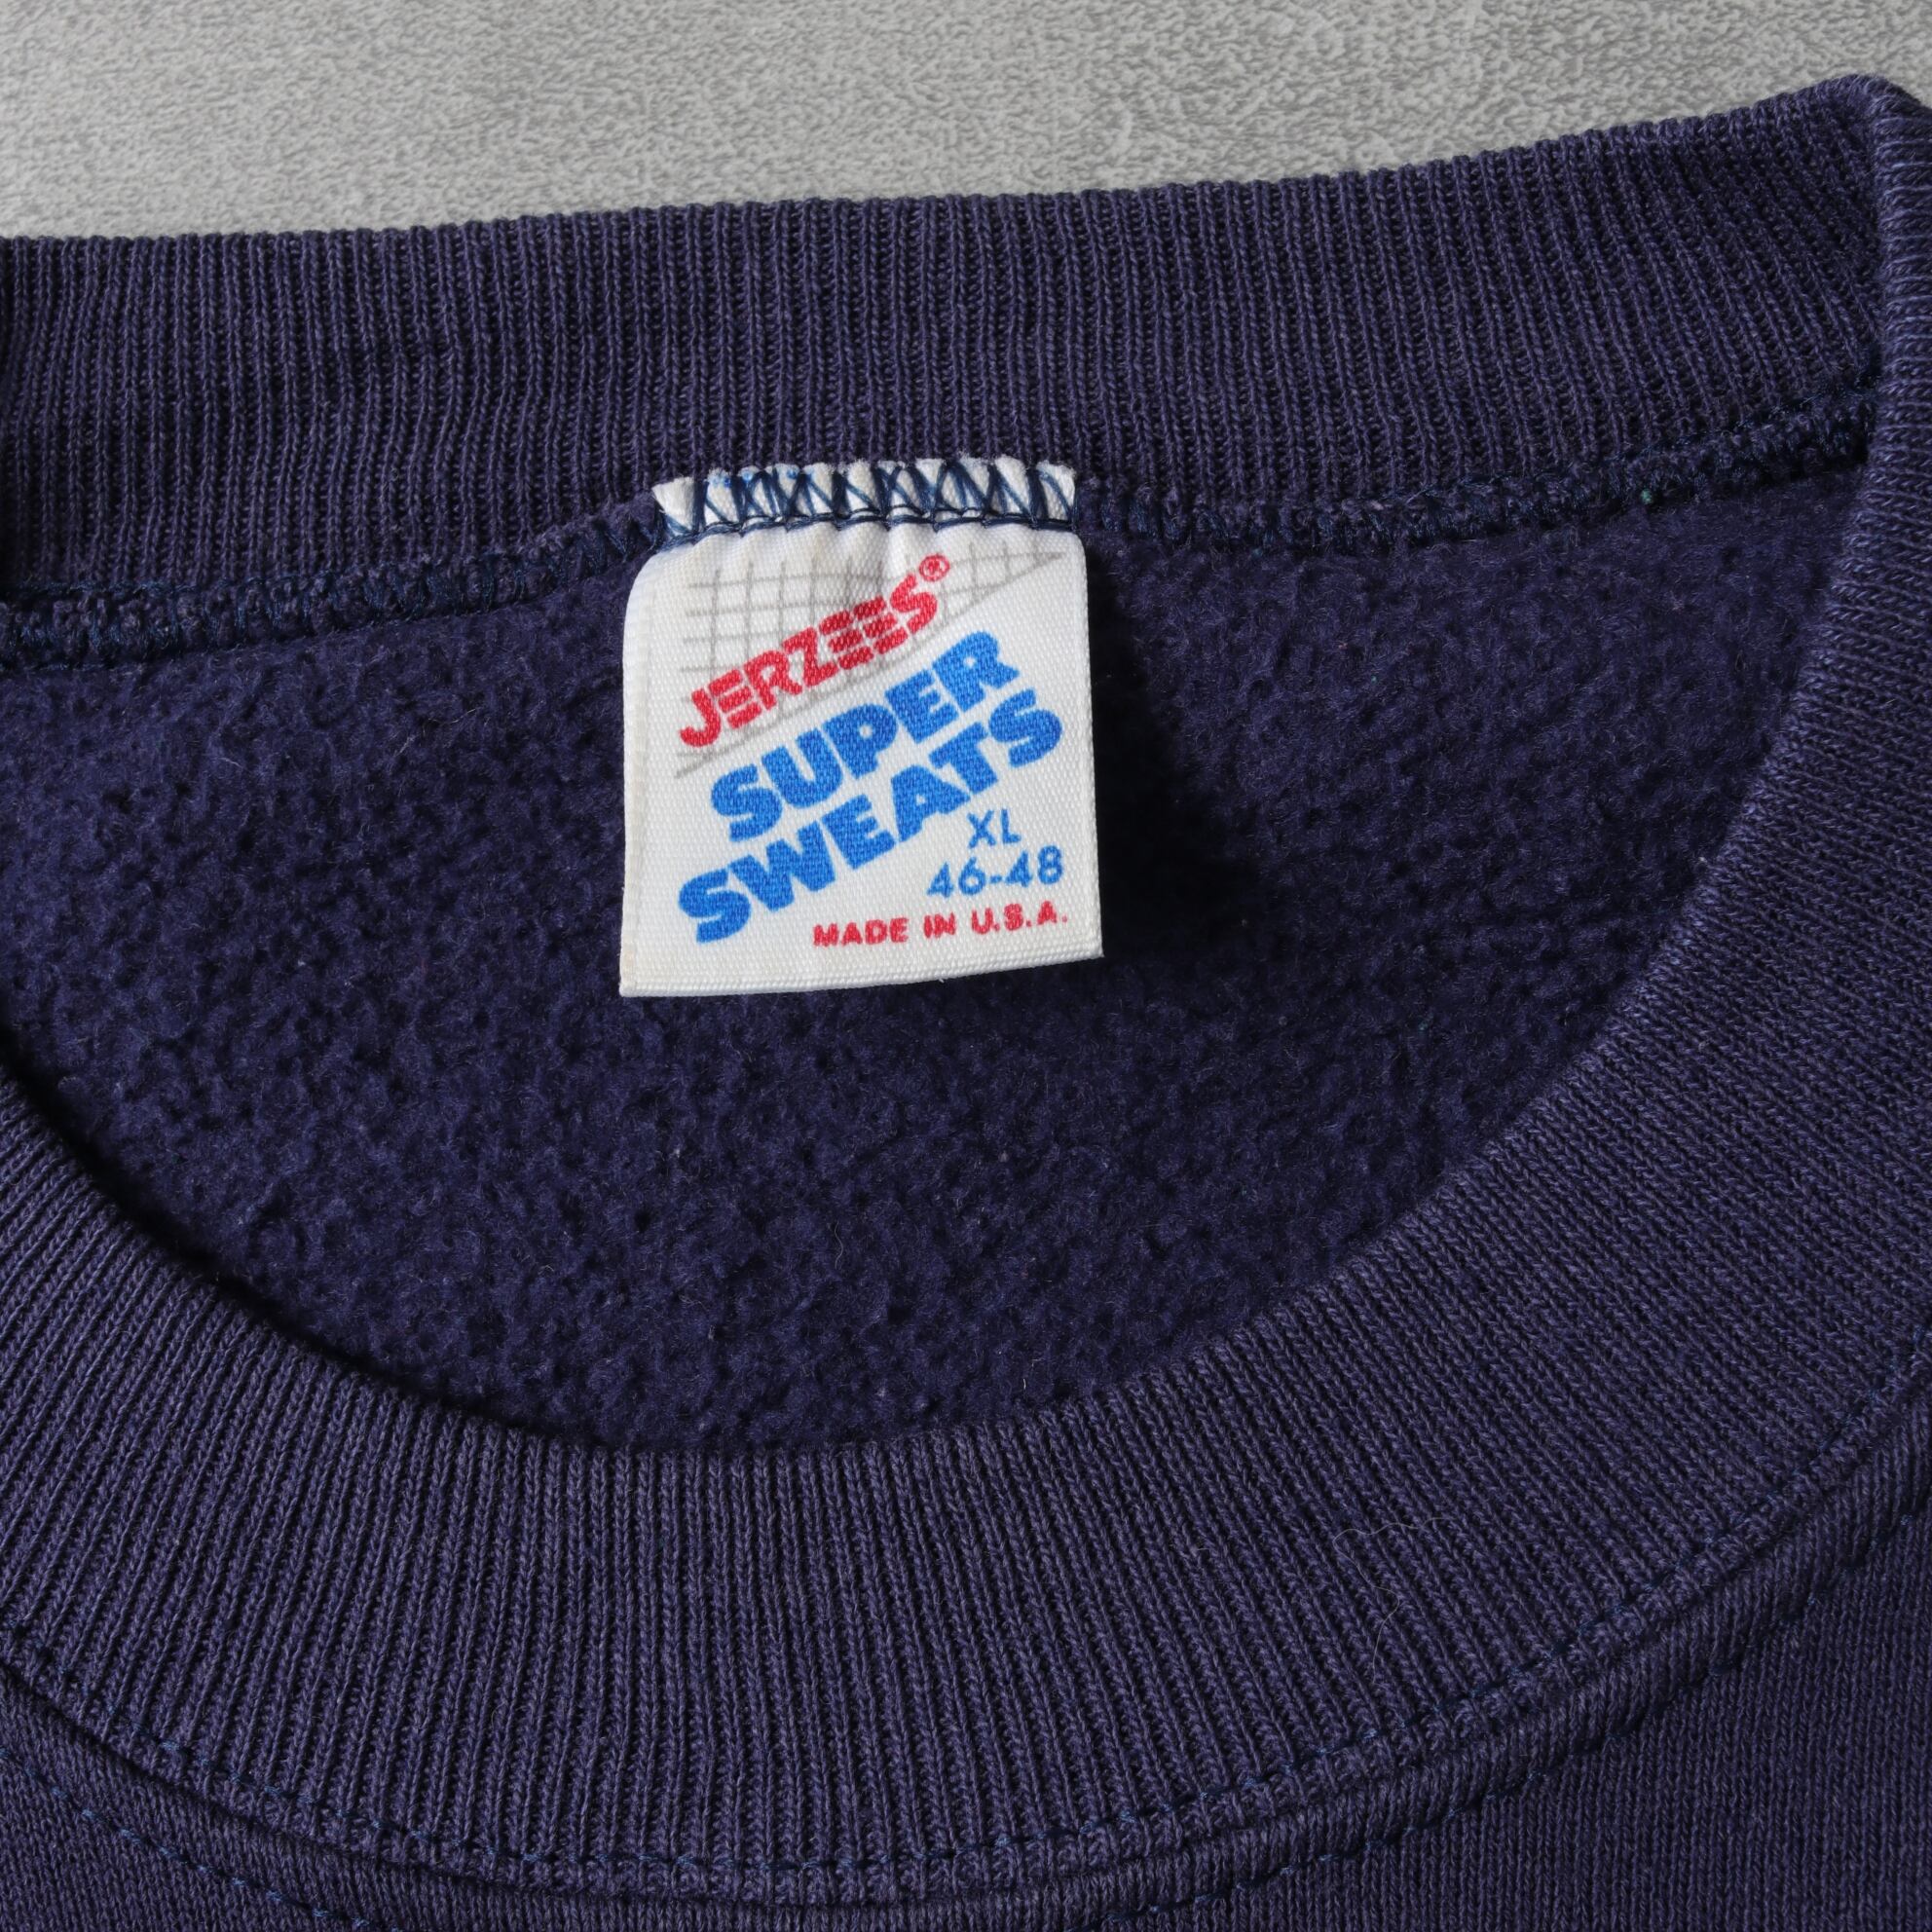 JERZEES®
SUPER
SWEATS
XL
46-48
MADE IN U.S.A.